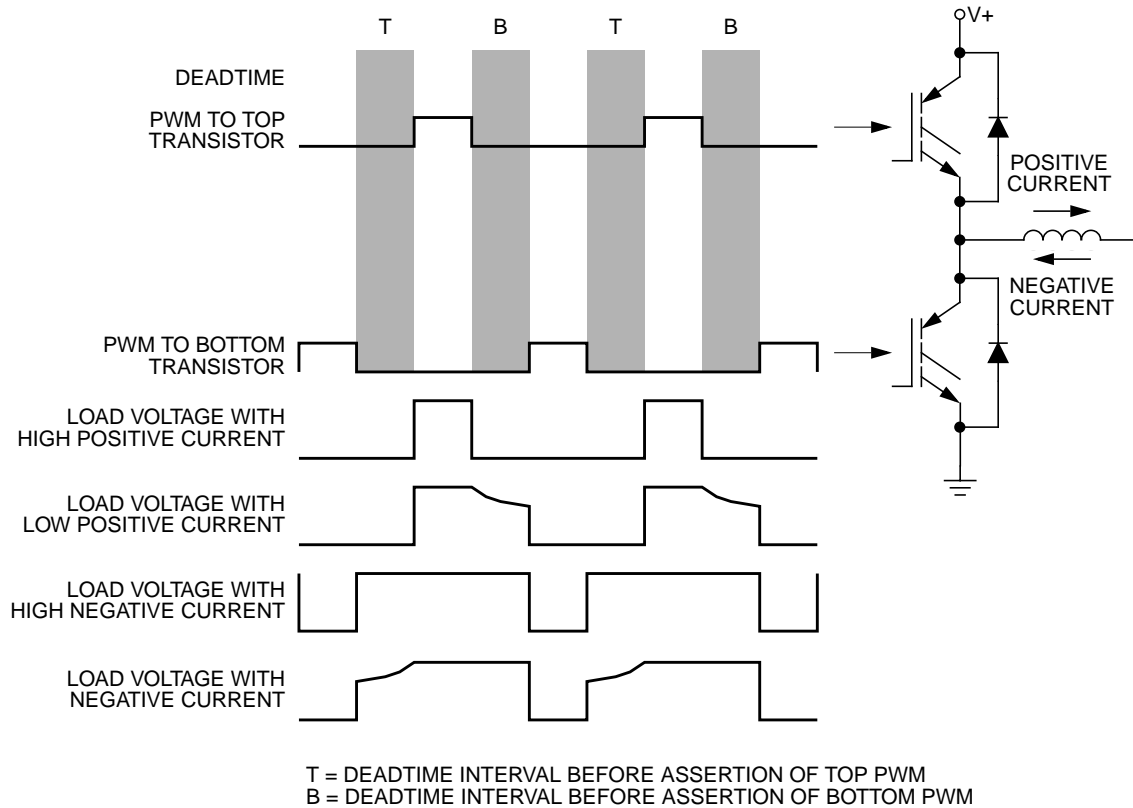 T B T B
V+
DEADTIME
PWM TO TOP
TRANSISTOR
POSITIVE
CURRENT
NEGATIVE
CURRENT
PWM TO BOTTOM
TRANSISTOR
LOAD VOLTAGE WITH
HIGH POSITIVE CURRENT
LOAD VOLTAGE WITH
LOW POSITIVE CURRENT
LOAD VOLTAGE WITH
HIGH NEGATIVE CURRENT
LOAD VOLTAGE WITH
NEGATIVE CURRENT
T = DEADTIME INTERVAL BEFORE ASSERTION OF TOP PWM
B = DEADTIME INTERVAL BEFORE ASSERTION OF BOTTOM PWM